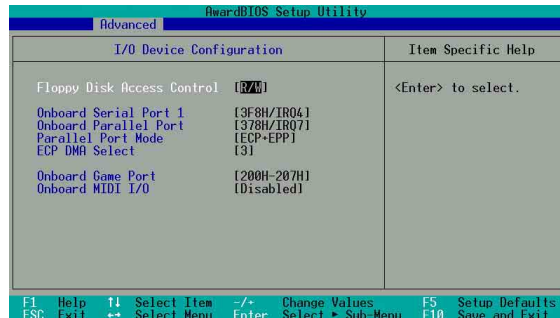 AwardBIOS Setup Utility
Advanced
I/O Device Configuration
Item Specific Help
Floppy Disk Access Control [R/W]
<Enter> to select.
Onboard Serial Port 1 [3F8H/IRQ4]
Onboard Parallel Port [378H/IRQ7]
Parallel Port Mode [ECP+EPP]
ECP DMA Select [3]
Onboard Game Port [200H-207H]
Onboard MIDI I/O [Disabled]
F1 Help ↑↓ Select Item -/+ Change Values F5 Setup Defaults
ESC Exit ↔ Select Menu Enter Select ▸ Sub-Menu F10 Save and Exit